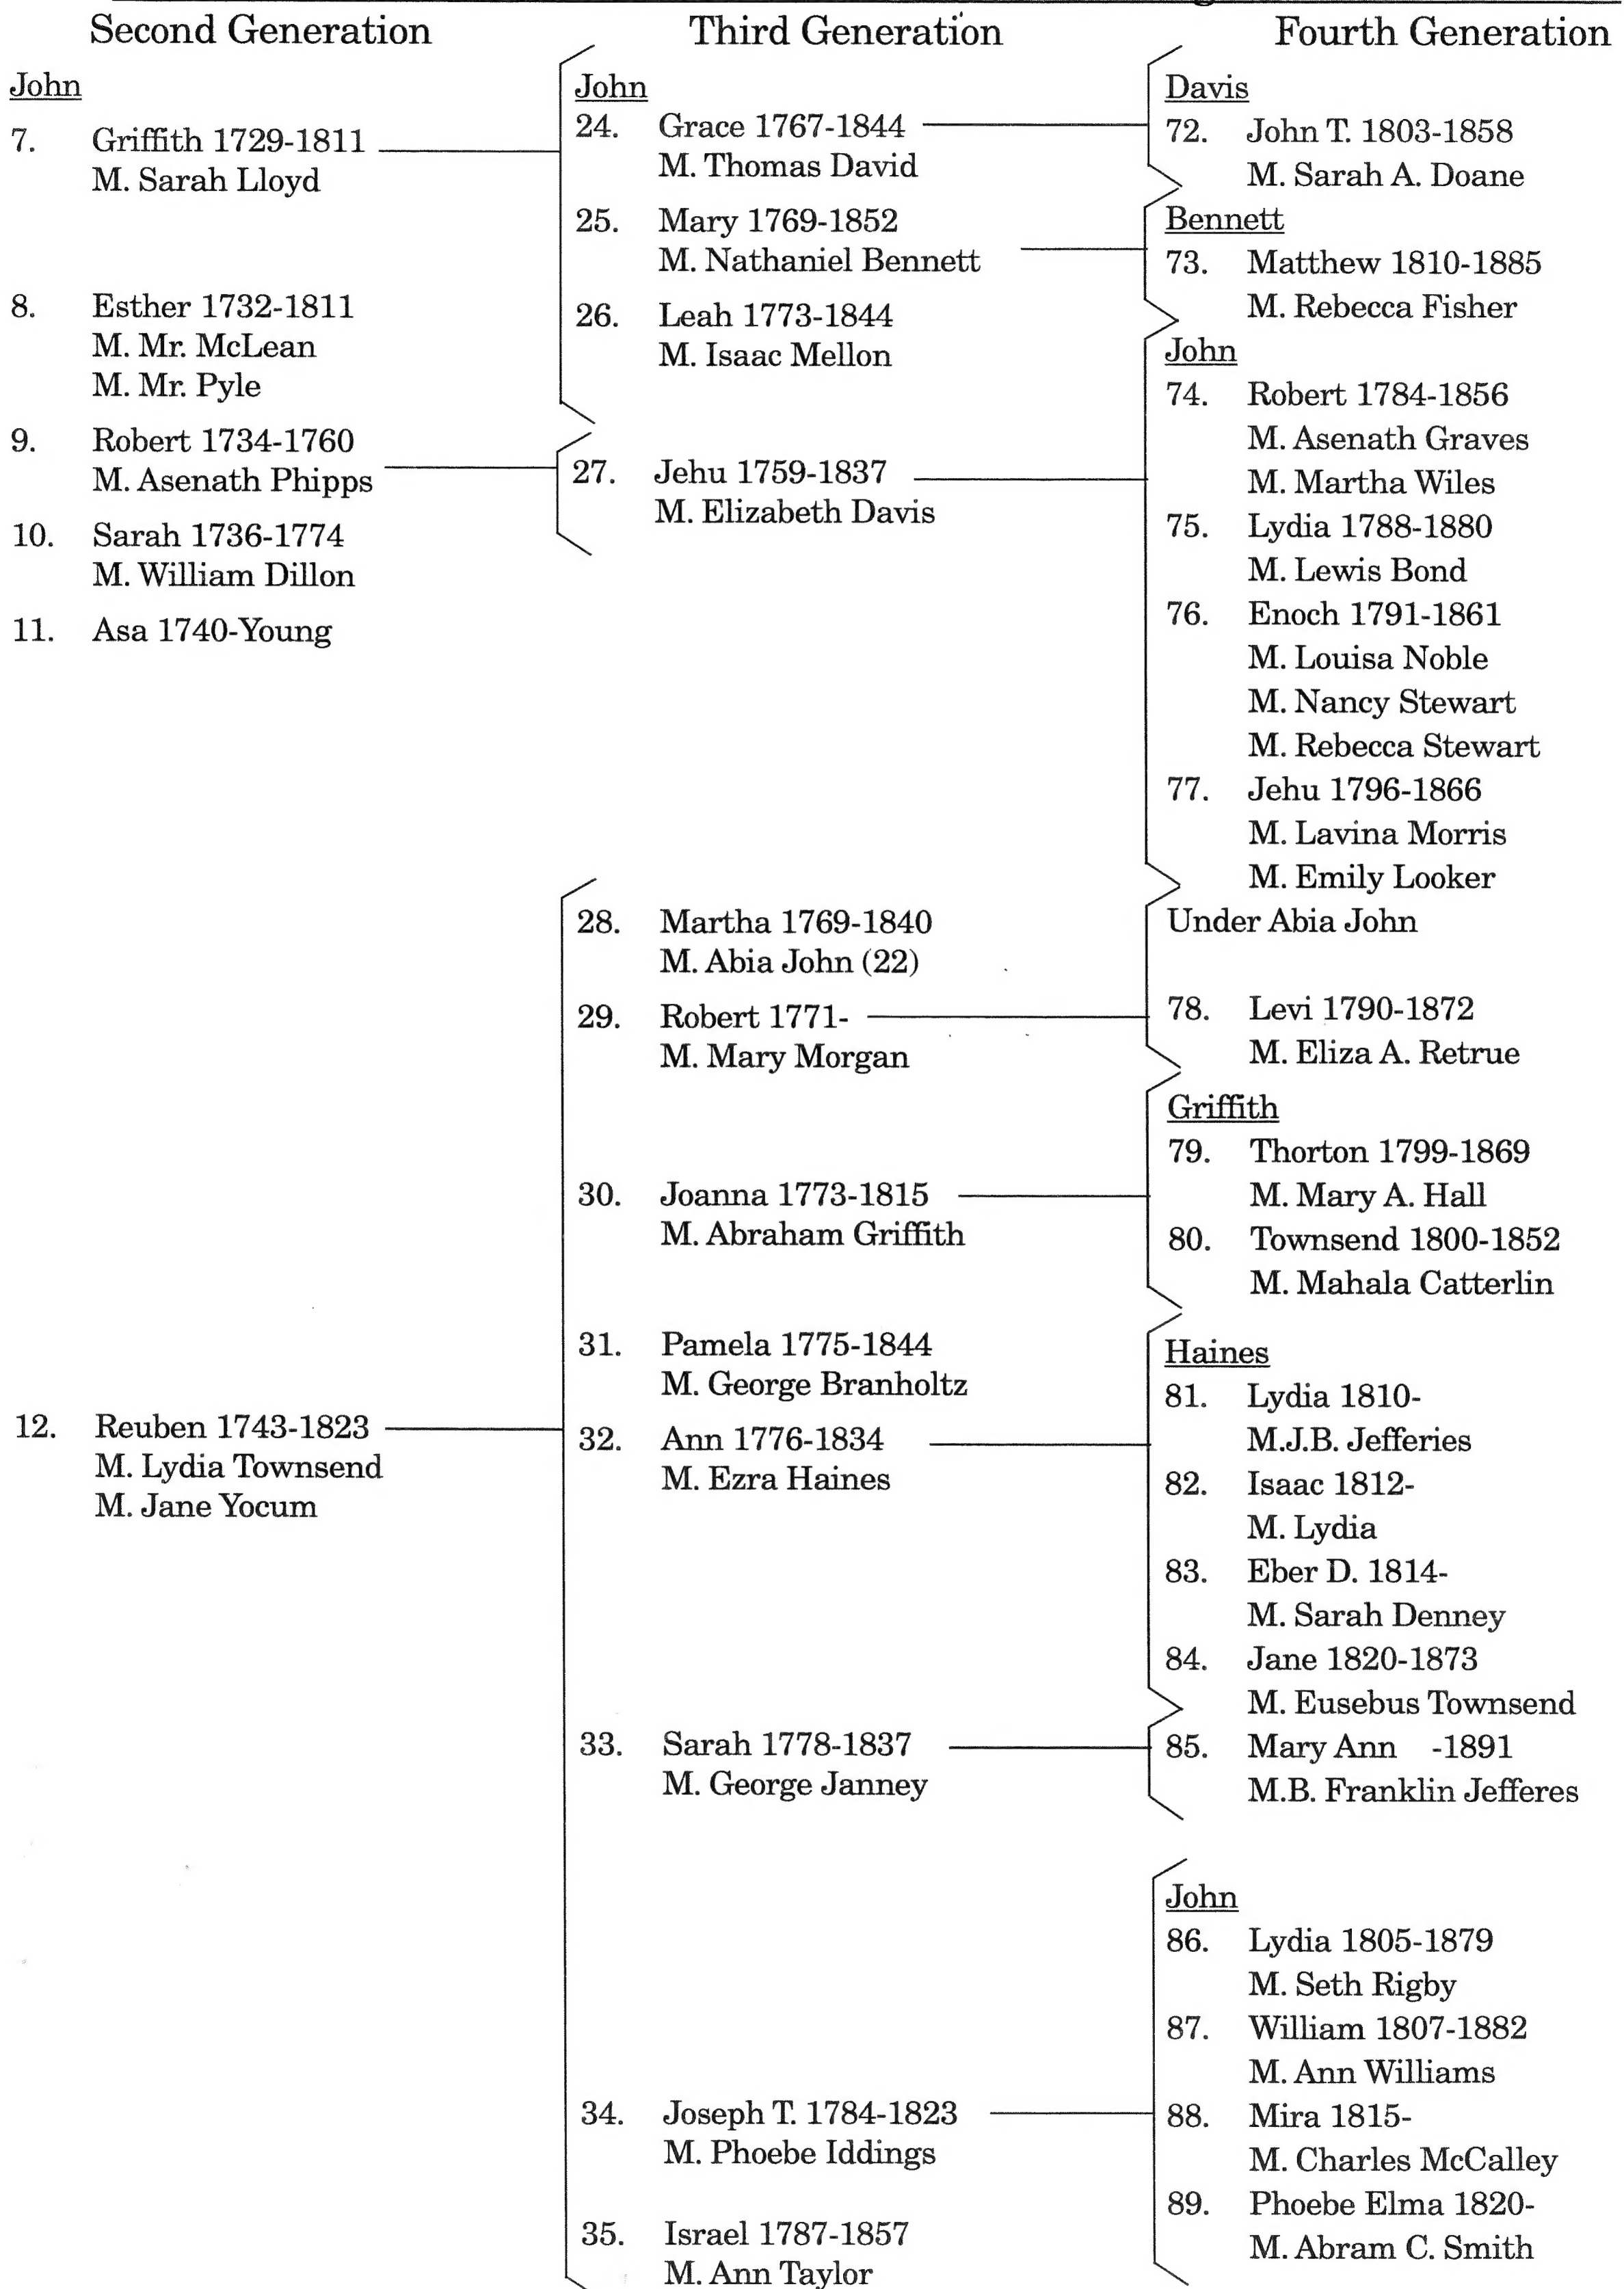 Second Generation
Third Generation
Fourth Generation
John
7. Griffith 1729-1811
M. Sarah Lloyd
8. Esther 1732-1811
M. Mr. McLean
M. Mr. Pyle
9. Robert 1734-1760
M. Asenath Phipps
10. Sarah 1736-1774
M. William Dillon
11. Asa 1740-Young
12. Reuben 1743-1823
M. Lydia Townsend
M. Jane Yocum
John
24. Grace 1767-1844
M. Thomas David
25. Mary 1769-1852
M. Nathaniel Bennett
26. Leah 1773-1844
M. Isaac Mellon
27. Jehu 1759-1837
M. Elizabeth Davis
28. Martha 1769-1840
M. Abia John (22)
29. Robert 1771-
M. Mary Morgan
30. Joanna 1773-1815
M. Abraham Griffith
31. Pamela 1775-1844
M. George Branholtz
32. Ann 1776-1834
M. Ezra Haines
33. Sarah 1778-1837
M. George Janney
34. Joseph T. 1784-1823
M. Phoebe Iddings
35. Israel 1787-1857
M. Ann Taylor
Davis
72. John T. 1803-1858
M. Sarah A. Doane
Bennett
73. Matthew 1810-1885
M. Rebecca Fisher
John
74. Robert 1784-1856
M. Asenath Graves
M. Martha Wiles
75. Lydia 1788-1880
M. Lewis Bond
76. Enoch 1791-1861
M. Louisa Noble
M. Nancy Stewart
M. Rebecca Stewart
77. Jehu 1796-1866
M. Lavina Morris
M. Emily Looker
Under Abia John
78. Levi 1790-1872
M. Eliza A. Retrue
Griffith
79. Thorton 1799-1869
M. Mary A. Hall
80. Townsend 1800-1852
M. Mahala Catterlin
Haines
81. Lydia 1810-
M.J.B. Jefferies
82. Isaac 1812-
M. Lydia
83. Eber D. 1814-
M. Sarah Denney
84. Jane 1820-1873
M. Eusebus Townsend
85. Mary Ann -1891
M.B. Franklin Jefferes
John
86. Lydia 1805-1879
M. Seth Rigby
87. William 1807-1882
M. Ann Williams
88. Mira 1815-
M. Charles McCalley
89. Phoebe Elma 1820-
M. Abram C. Smith